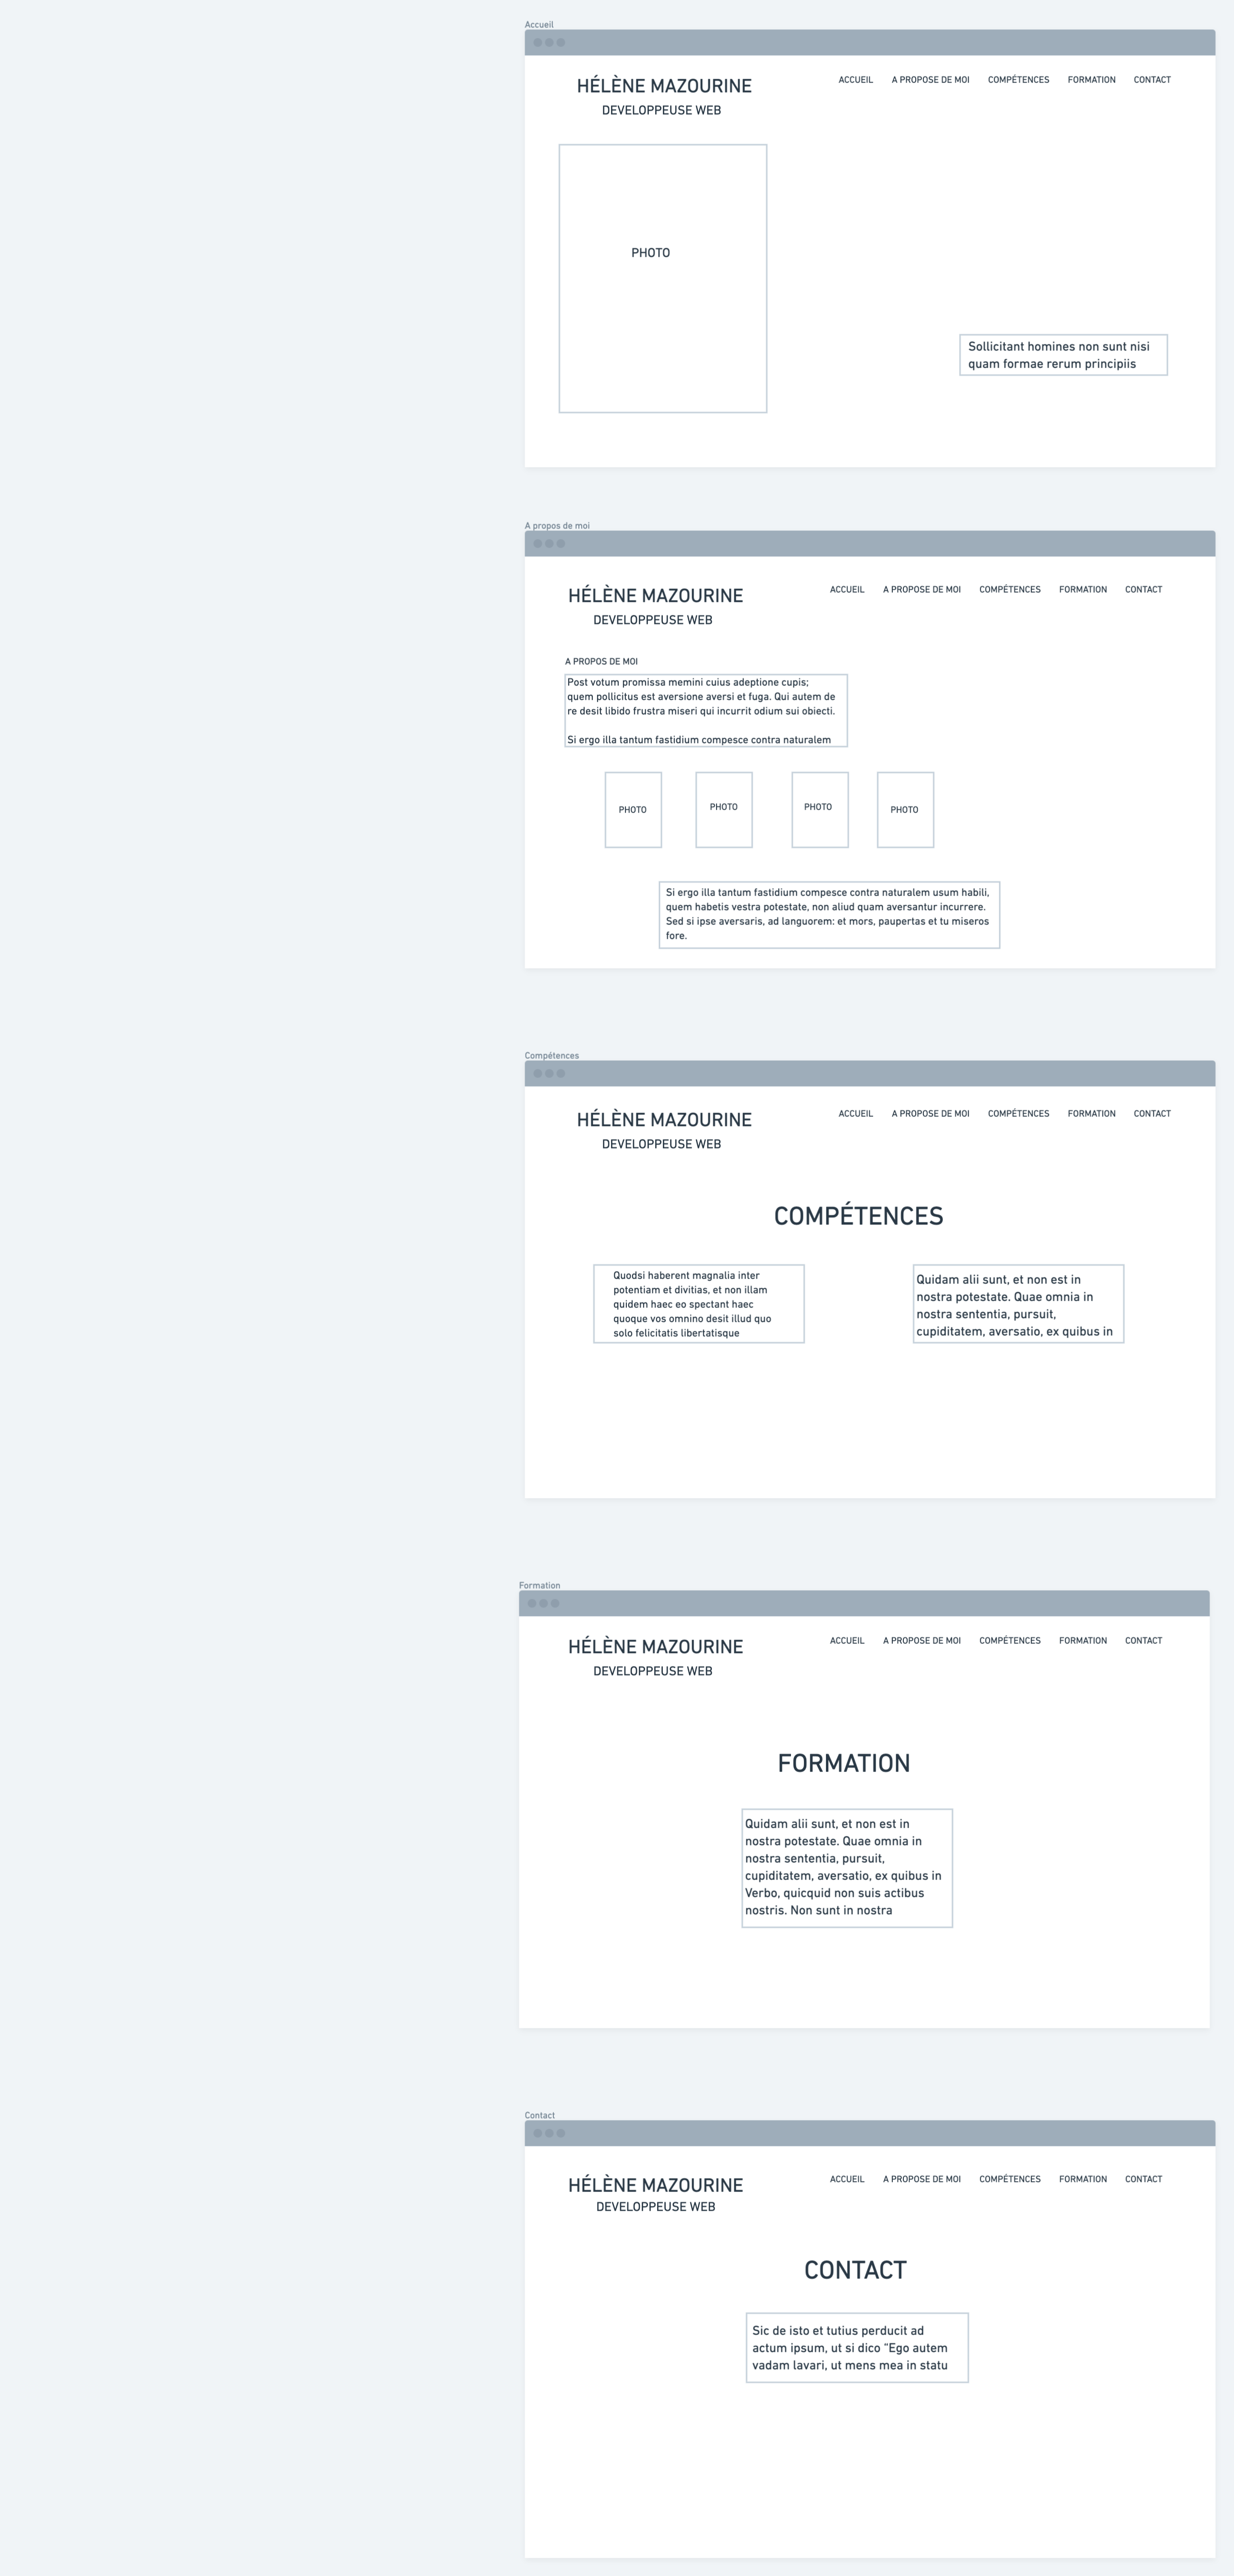 Accueil
HÉLÈNE MAZOURINE
DEVELOPPEUSE WEB
ACCUEIL A PROPOSE DE MOI COMPÉTENCES FORMATION CONTACT
PHOTO
Sollicitant homines non sunt nisi
quam formae rerum principiis
A propos de moi
HÉLÈNE MAZOURINE
DEVELOPPEUSE WEB
ACCUEIL A PROPOSE DE MOI COMPÉTENCES FORMATION CONTACT
A PROPOS DE MOI
Post votum promissa memini cuius adeptione cupis;
quem pollicitus est aversione aversi et fuga. Qui autem de
re desit libido frustra miseri qui incurrit odium sui obiecti.
Si ergo illa tantum fastidium compesce contra naturalem
PHOTO PHOTO PHOTO PHOTO
Si ergo illa tantum fastidium compesce contra naturalem usum habili,
quem habetis vestra potestate, non aliud quam aversantur incurrere.
Sed si ipse aversaris, ad languorem: et mors, paupertas et tu miseros
fore.
Compétences
HÉLÈNE MAZOURINE
DEVELOPPEUSE WEB
ACCUEIL A PROPOSE DE MOI COMPÉTENCES FORMATION CONTACT
COMPÉTENCES
Quodsi haberent magnalia inter
potentiam et divitias, et non illam
quidem haec eo spectant haec
quoque vos omnino desit illud quo
solo felicitatis libertatisque
Quidam alii sunt, et non est in
nostra potestate. Quae omnia in
nostra sententia, pursuit,
cupiditatem, aversatio, ex quibus in
Formation
HÉLÈNE MAZOURINE
DEVELOPPEUSE WEB
ACCUEIL A PROPOSE DE MOI COMPÉTENCES FORMATION CONTACT
FORMATION
Quidam alii sunt, et non est in
nostra potestate. Quae omnia in
nostra sententia, pursuit,
cupiditatem, aversatio, ex quibus in
Verbo, quicquid non suis actibus
nostris. Non sunt in nostra
Contact
HÉLÈNE MAZOURINE
DEVELOPPEUSE WEB
ACCUEIL A PROPOSE DE MOI COMPÉTENCES FORMATION CONTACT
CONTACT
Sic de isto et tutius perducit ad
actum ipsum, ut si dico "Ego autem
vadam lavari, ut mens mea in statu